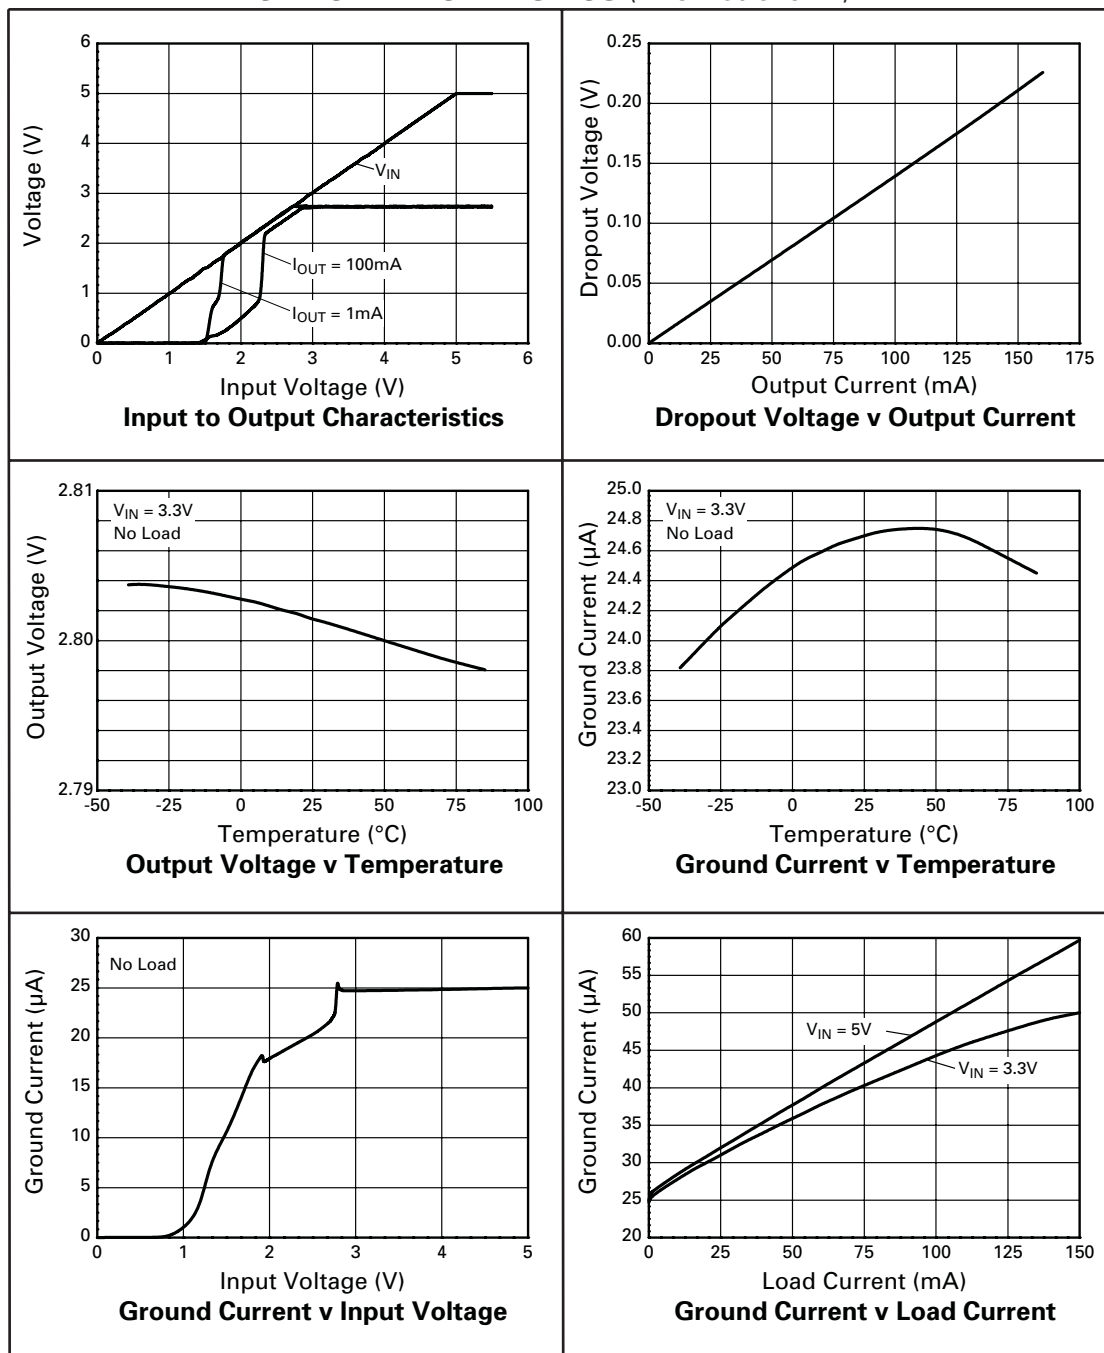 6
5
4
3
2
1
0
Voltage (V)
V_IN
I_OUT = 100mA
I_OUT = 1mA
0 1 2 3 4 5 6
Input Voltage (V)
Input to Output Characteristics
0.25
0.20
0.15
0.10
0.05
0.00
Dropout Voltage (V)
0 25 50 75 100 125 150 175
Output Current (mA)
Dropout Voltage v Output Current
2.81
2.80
2.79
Output Voltage (V)
V_IN = 3.3V
No Load
-50 -25 0 25 50 75 100
Temperature (°C)
Output Voltage v Temperature
25.0
24.8
24.6
24.4
24.2
24.0
23.8
23.6
23.4
23.2
23.0
Ground Current (µA)
V_IN = 3.3V
No Load
-50 -25 0 25 50 75 100
Temperature (°C)
Ground Current v Temperature
30
25
20
15
10
5
0
Ground Current (µA)
No Load
0 1 2 3 4 5
Input Voltage (V)
Ground Current v Input Voltage
60
55
50
45
40
35
30
25
20
Ground Current (µA)
V_IN = 5V
V_IN = 3.3V
0 25 50 75 100 125 150
Load Current (mA)
Ground Current v Load Current